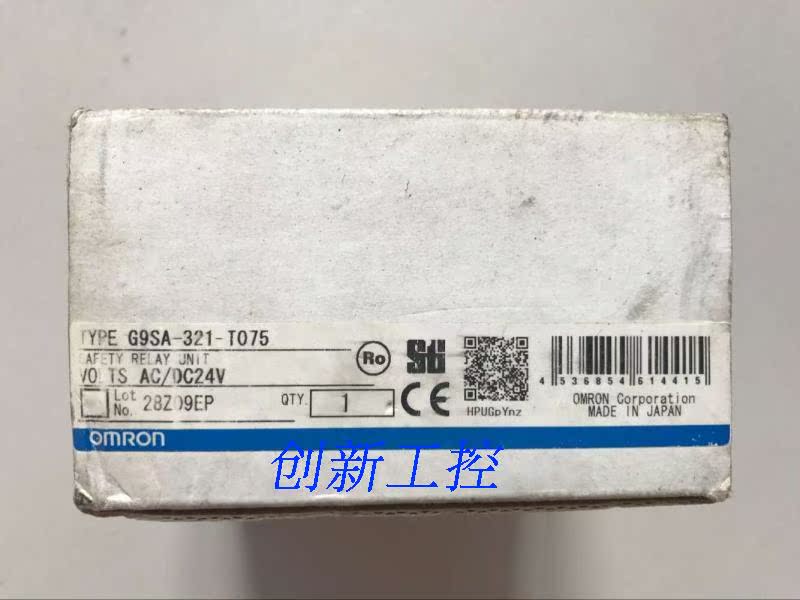 TYPE G9SA-321-T075
SAFETY RELAY UNIT
VOLTS AC/DC24V
Ro
Sti
Lot No. 28Z09EP
QTY. 1
CE
HPUGpYnz
4 536854 614415
OMRON Corporation
MADE IN JAPAN
OMRON
创新工控